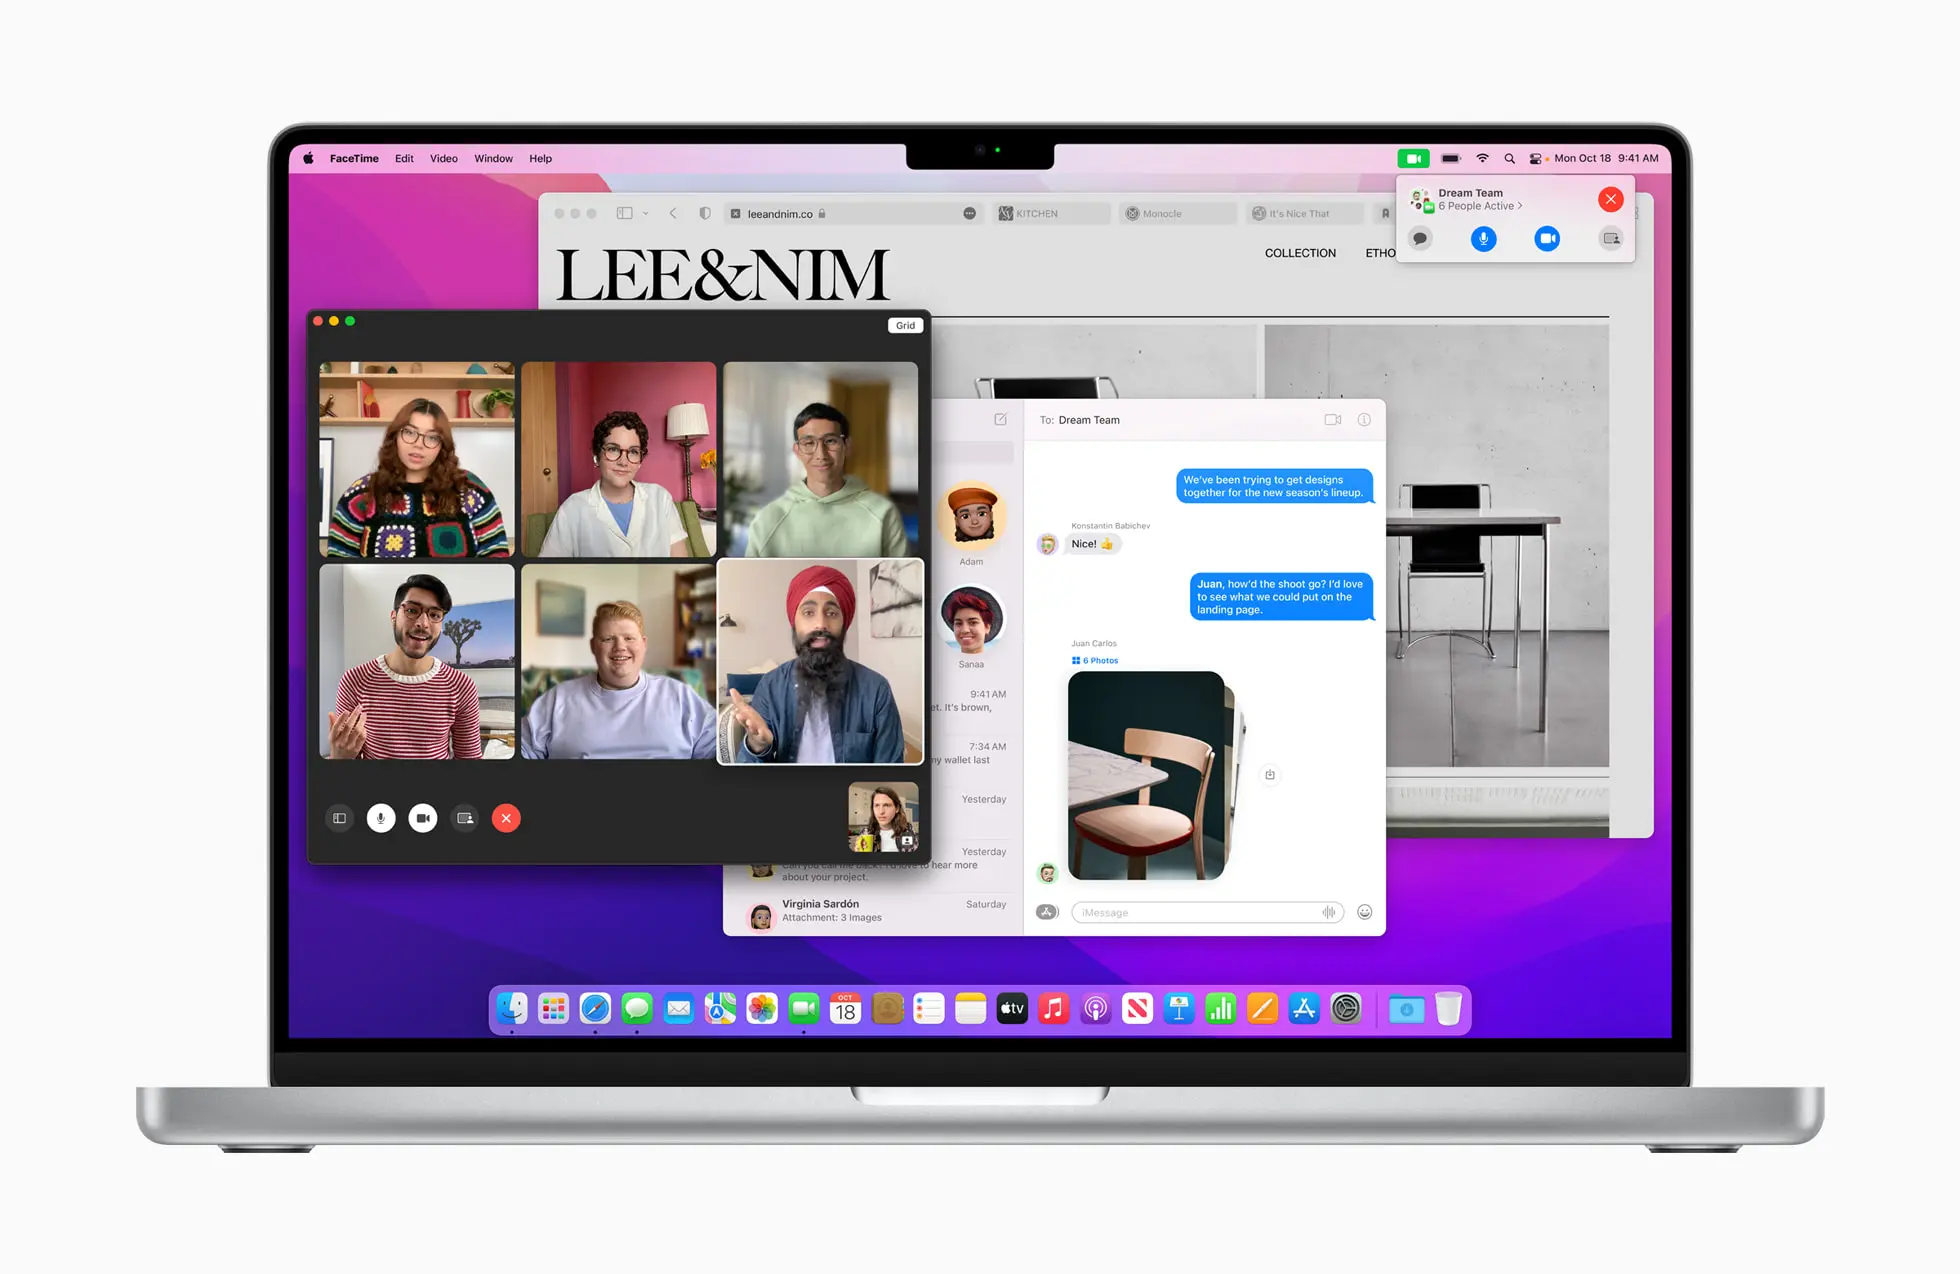 FaceTime Edit Video Window Help
Mon Oct 18 9:41 AM
Dream Team
6 People Active >
leeandnim.co
KITCHEN
Monocle
It's Nice That
LEE&NIM
COLLECTION
ETHO
Grid
To: Dream Team
We've been trying to get designs
together for the new season's lineup.
Konstantin Babichev
Nice! 👍
Juan, how'd the shoot go? I'd love
to see what we could put on the
landing page.
Juan Carlos
6 Photos
iMessage
Adam
Sanaa
9:41 AM
et. It's brown,
7:34 AM
my wallet last
Yesterday
Yesterday
hear more
about your project.
Virginia Sardón
Saturday
Attachment: 3 Images
OCT
18
tv